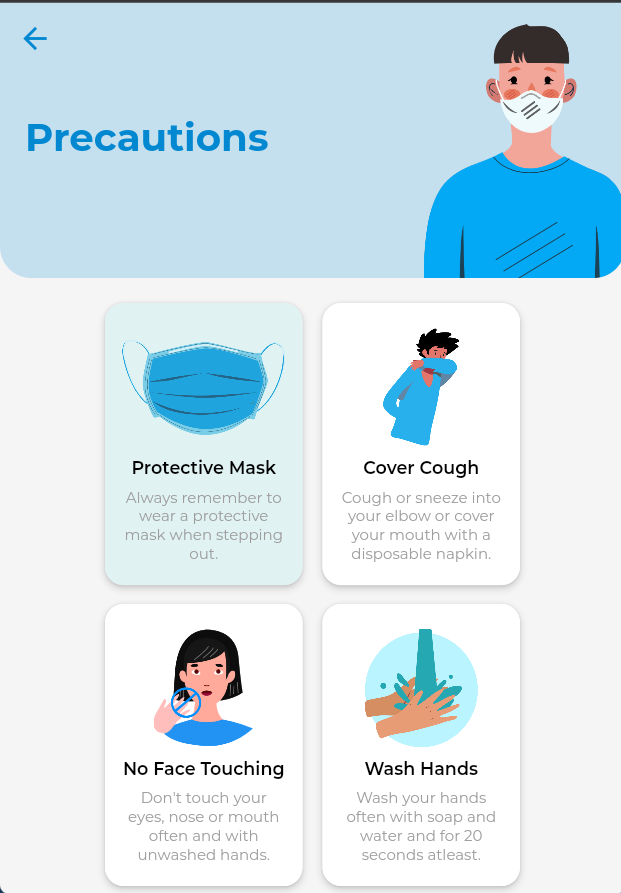 Precautions
Protective Mask
Always remember to
wear a protective
mask when stepping
out.
Cover Cough
Cough or sneeze into
your elbow or cover
your mouth with a
disposable napkin.
No Face Touching
Don't touch your
eyes, nose or mouth
often and with
unwashed hands.
Wash Hands
Wash your hands
often with soap and
water and for 20
seconds atleast.